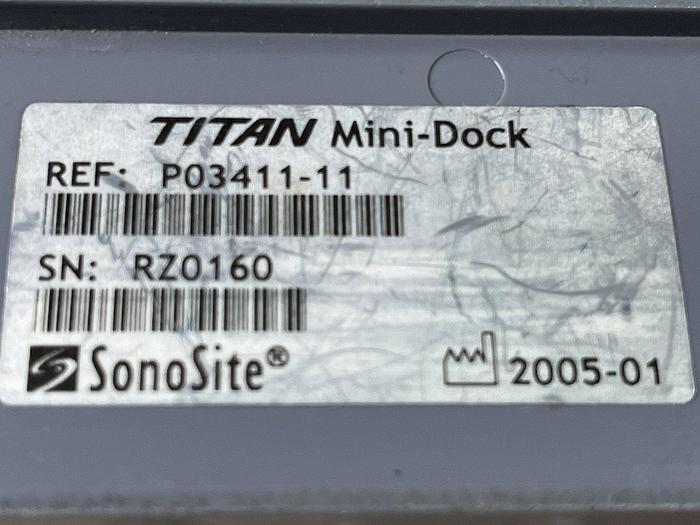 TITAN Mini-Dock
REF: P03411-11
SN: RZ0160
SonoSite®
2005-01